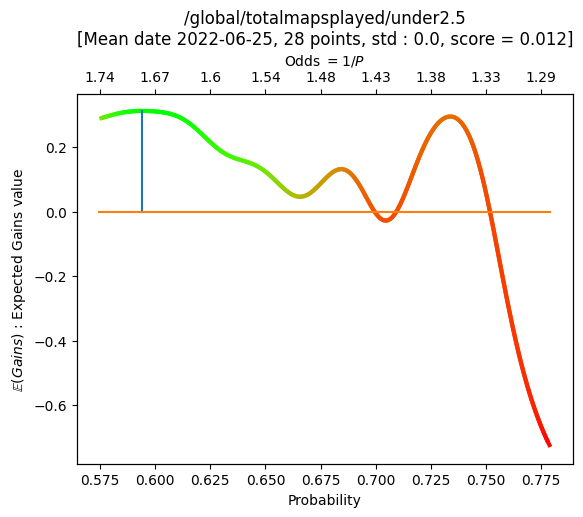 /global/totalmapsplayed/under2.5
[Mean date 2022-06-25, 28 points, std : 0.0, score = 0.012]
Odds = 1/P
1.74 1.67 1.6 1.54 1.48 1.43 1.38 1.33 1.29
0.2
0.0
−0.2
−0.4
−0.6
𝔼(Gains) : Expected Gains value
0.575 0.600 0.625 0.650 0.675 0.700 0.725 0.750 0.775
Probability